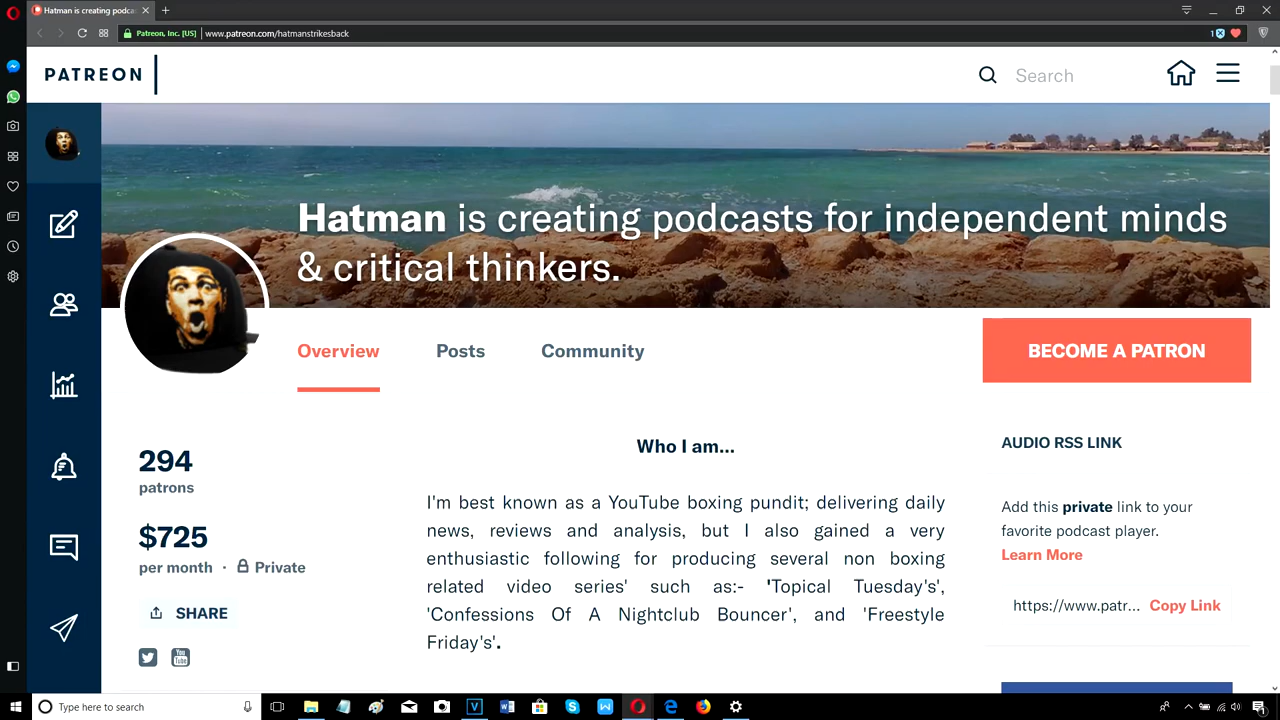 Hatman is creating podca
Patreon, Inc. [US] www.patreon.com/hatmanstrikesback
1
PATREON
Search
Hatman is creating podcasts for independent minds
& critical thinkers.
Overview Posts Community
BECOME A PATRON
294
patrons
$725
per month · Private
SHARE
You
Tube
Who I am...
I'm best known as a YouTube boxing pundit; delivering daily
news, reviews and analysis, but I also gained a very
enthusiastic following for producing several non boxing
related video series' such as:- 'Topical Tuesday's',
'Confessions Of A Nightclub Bouncer', and 'Freestyle
Friday's'.
AUDIO RSS LINK
Add this private link to your
favorite podcast player.
Learn More
https://www.patr... Copy Link
Type here to search